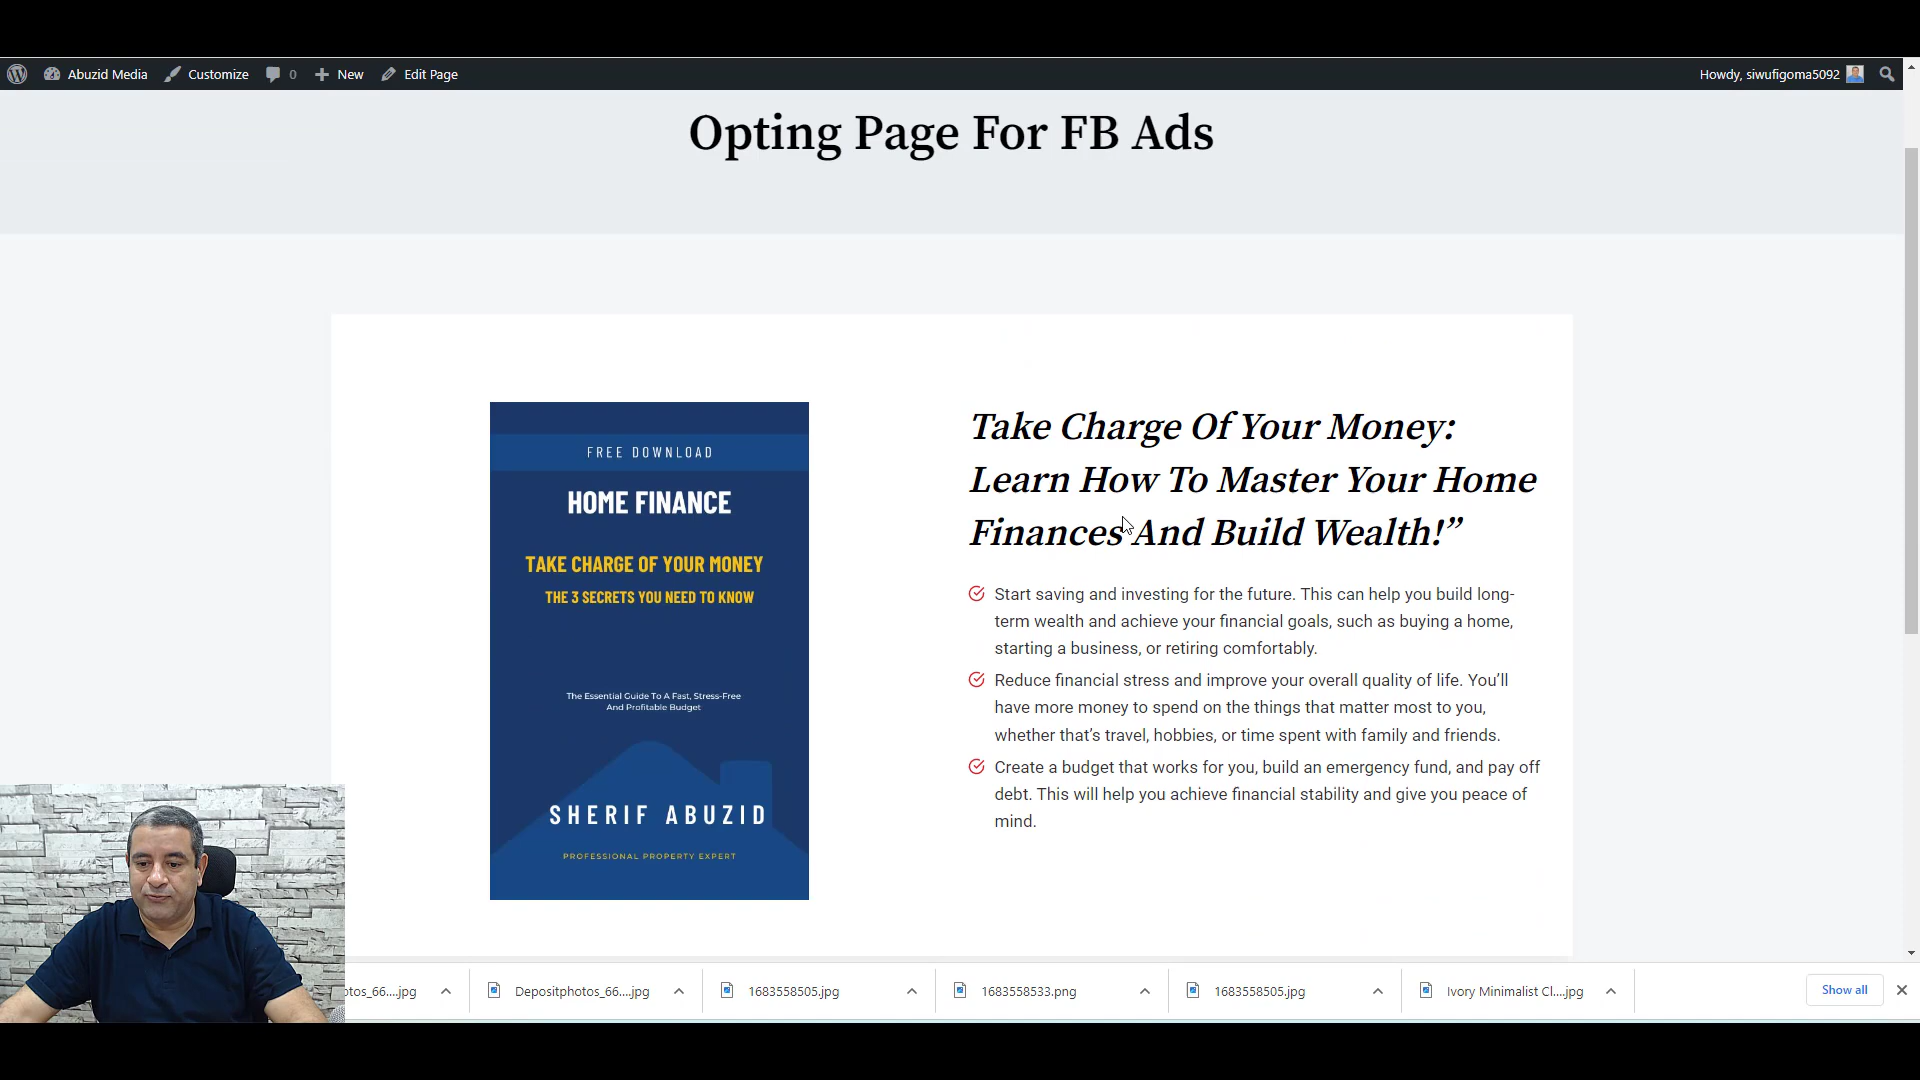 Abuzid Media Customize 0 New Edit Page Howdy, siwufigoma5092
Opting Page For FB Ads
FREE DOWNLOAD
HOME FINANCE
TAKE CHARGE OF YOUR MONEY
THE 3 SECRETS YOU NEED TO KNOW
The Essential Guide To A Fast, Stress-Free
And Profitable Budget
SHERIF ABUZID
PROFESSIONAL PROPERTY EXPERT
Take Charge Of Your Money:
Learn How To Master Your Home
Finances And Build Wealth!”
Start saving and investing for the future. This can help you build long-
term wealth and achieve your financial goals, such as buying a home,
starting a business, or retiring comfortably.
Reduce financial stress and improve your overall quality of life. You’ll
have more money to spend on the things that matter most to you,
whether that’s travel, hobbies, or time spent with family and friends.
Create a budget that works for you, build an emergency fund, and pay off
debt. This will help you achieve financial stability and give you peace of
mind.
otos_66....jpg Depositphotos_66....jpg 1683558505.jpg 1683558533.png 1683558505.jpg Ivory Minimalist Cl....jpg Show all